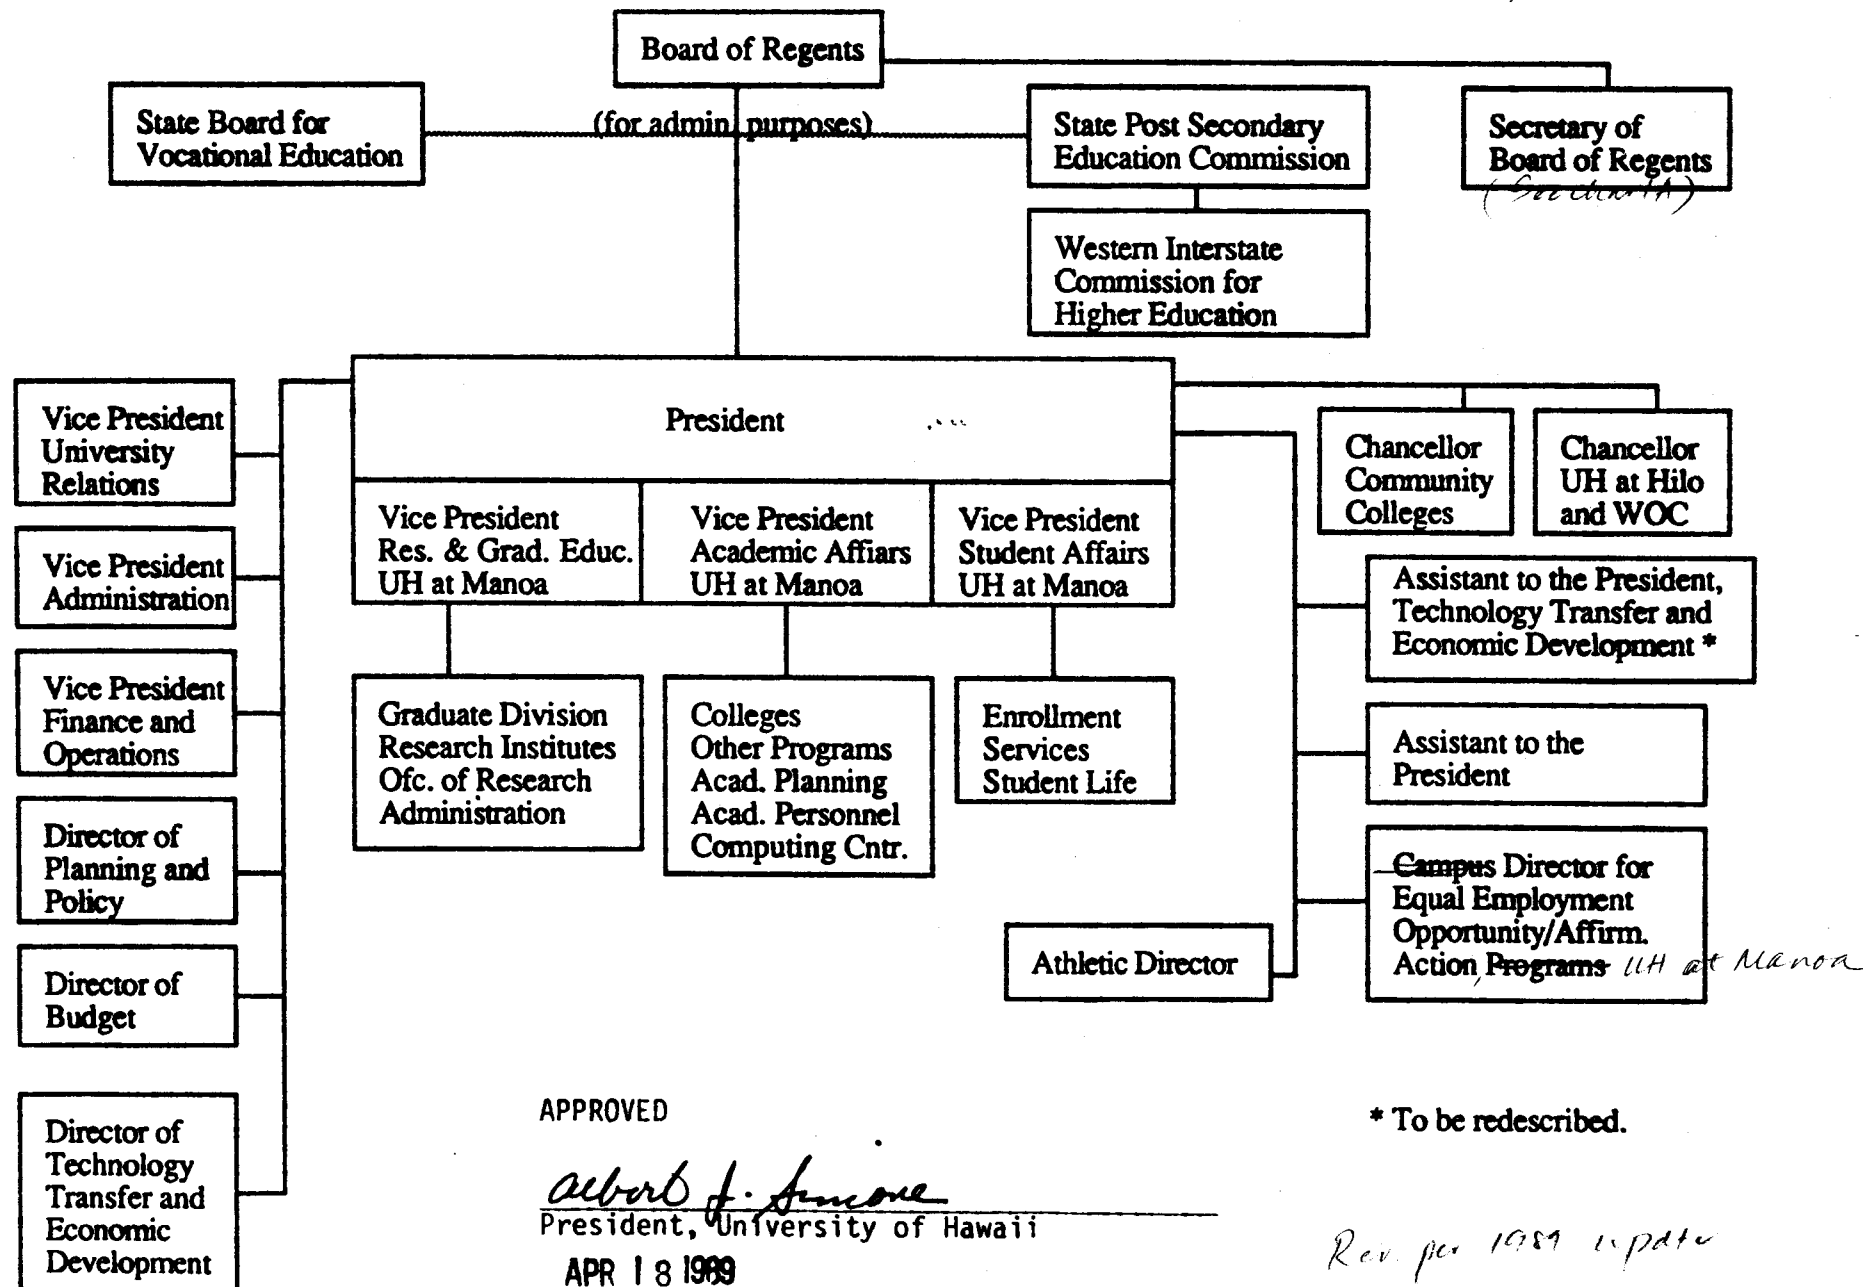 Board of Regents
State Board for
Vocational Education
(for admin. purposes)
State Post Secondary
Education Commission
Secretary of
Board of Regents
(See chart A)
Western Interstate
Commission for
Higher Education
President
Vice President
Res. & Grad. Educ.
UH at Manoa
Vice President
Academic Affiars
UH at Manoa
Vice President
Student Affairs
UH at Manoa
Graduate Division
Research Institutes
Ofc. of Research
Administration
Colleges
Other Programs
Acad. Planning
Acad. Personnel
Computing Cntr.
Enrollment
Services
Student Life
Vice President
University
Relations
Vice President
Administration
Vice President
Finance and
Operations
Director of
Planning and
Policy
Director of
Budget
Director of
Technology
Transfer and
Economic
Development
Chancellor
Community
Colleges
Chancellor
UH at Hilo
and WOC
Assistant to the President,
Technology Transfer and
Economic Development *
Assistant to the
President
Campus Director for
Equal Employment
Opportunity/Affirm.
Action, Programs UH at Manoa
Athletic Director
APPROVED
Albert J. Simone
President, University of Hawaii
APR 18 1989
* To be redescribed.
Rev. per 1989 update